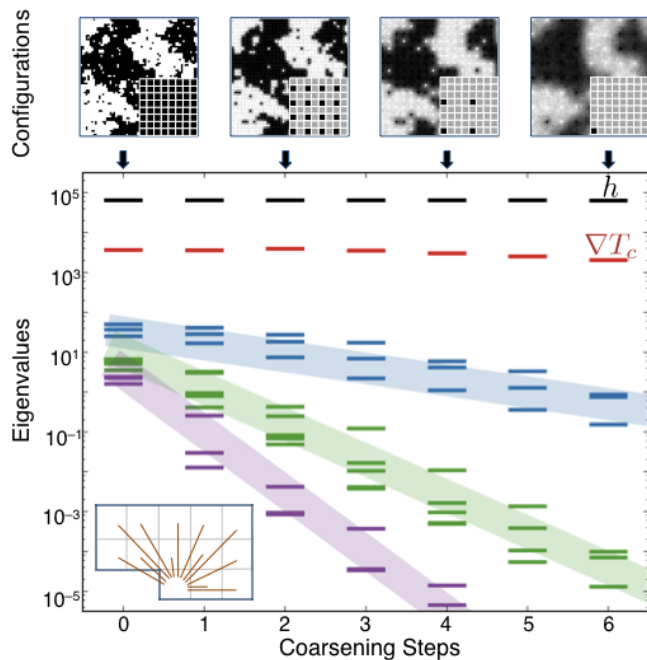 Configurations
h
∇T_c
Eigenvalues
10^5
10^3
10^1
10^-1
10^-3
10^-5
0 1 2 3 4 5 6
Coarsening Steps